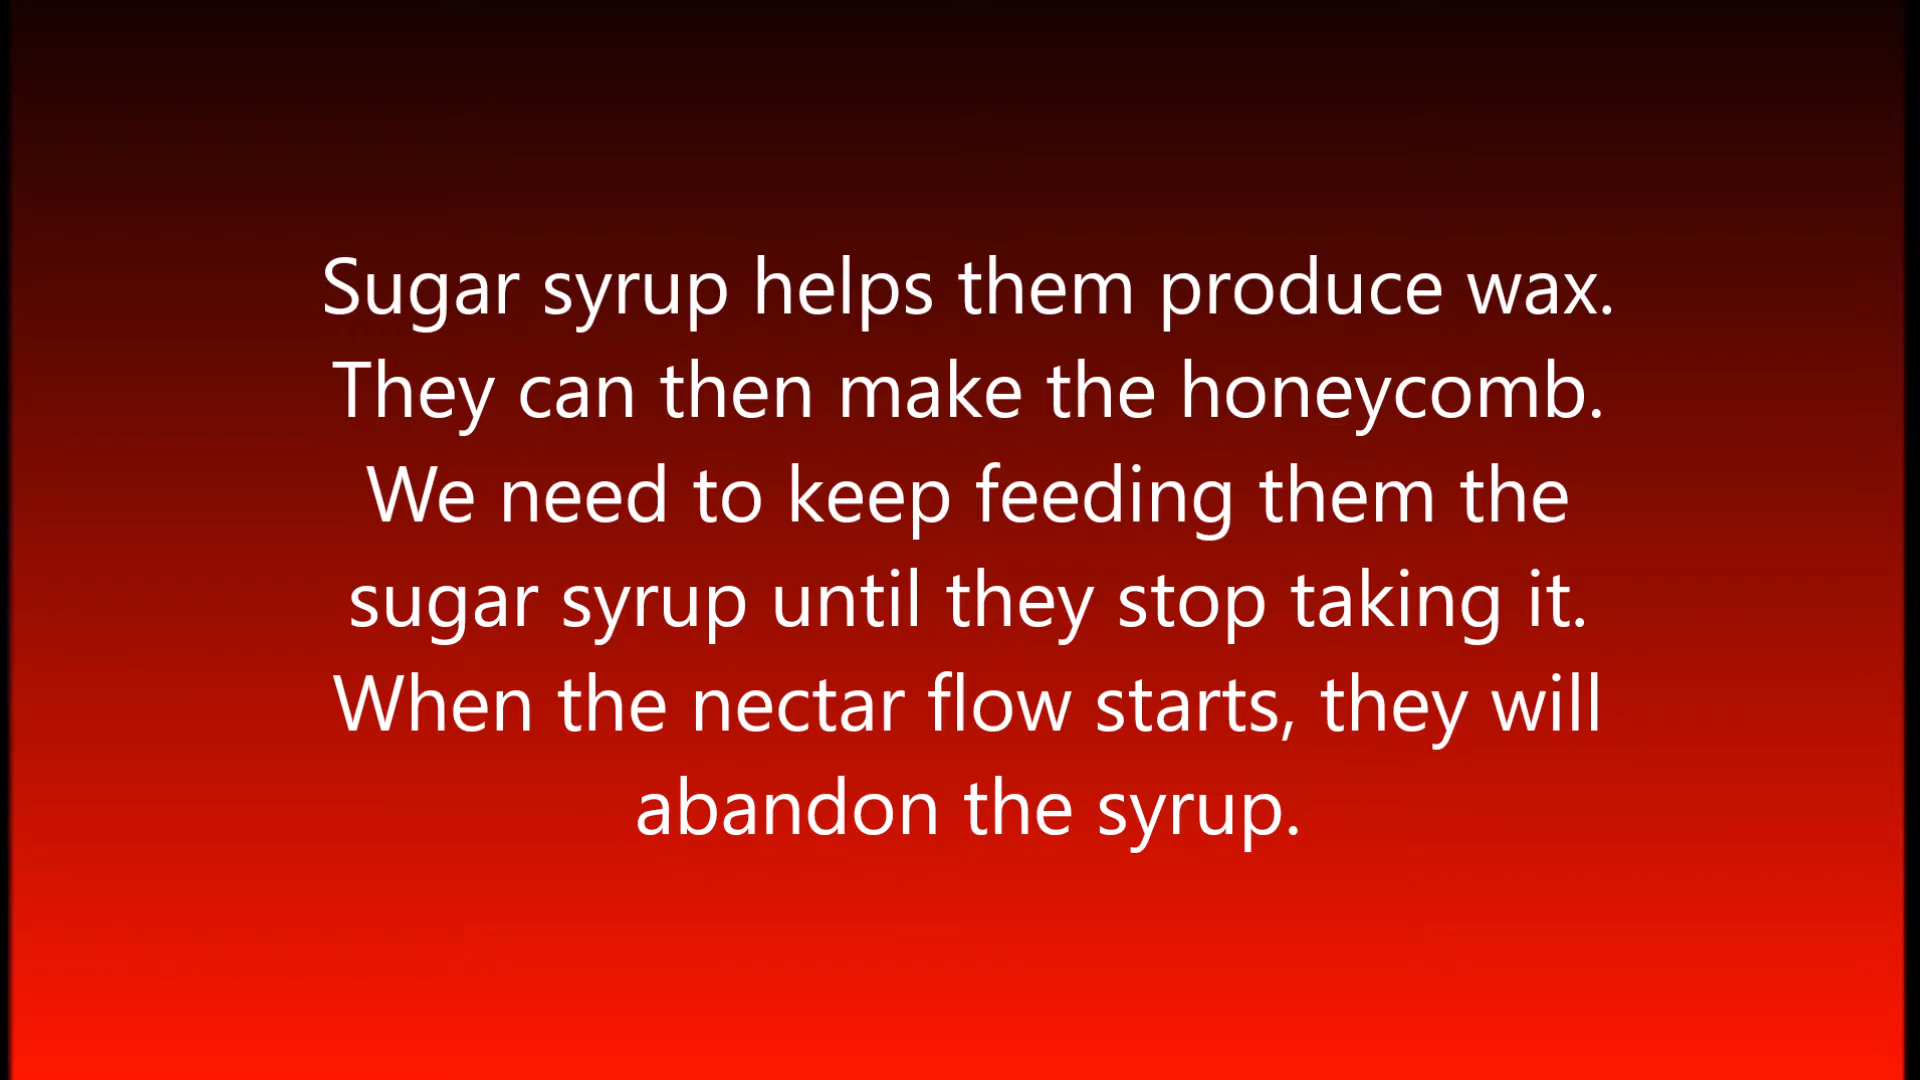 Sugar syrup helps them produce wax.
They can then make the honeycomb.
We need to keep feeding them the
sugar syrup until they stop taking it.
When the nectar flow starts, they will
abandon the syrup.